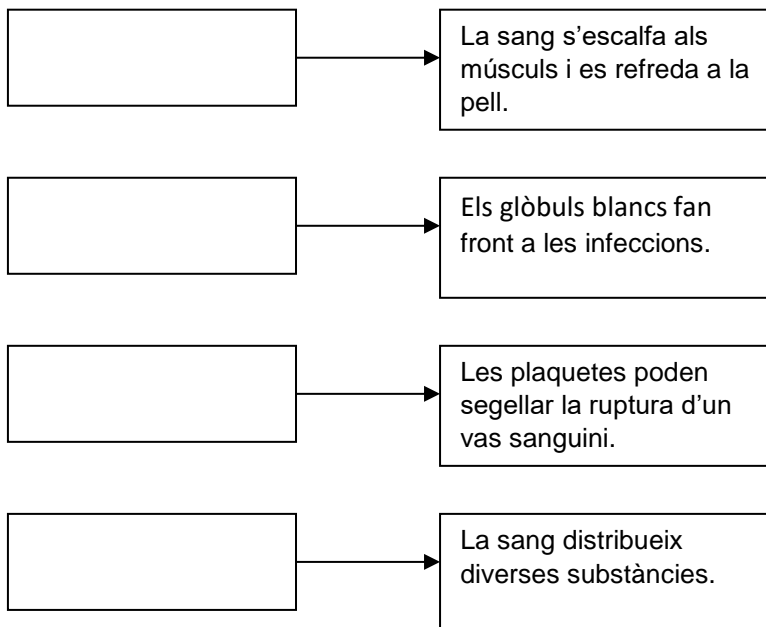 La sang s’escalfa als
músculs i es refreda a la
pell.
Els glòbuls blancs fan
front a les infeccions.
Les plaquetes poden
segellar la ruptura d’un
vas sanguini.
La sang distribueix
diverses substàncies.